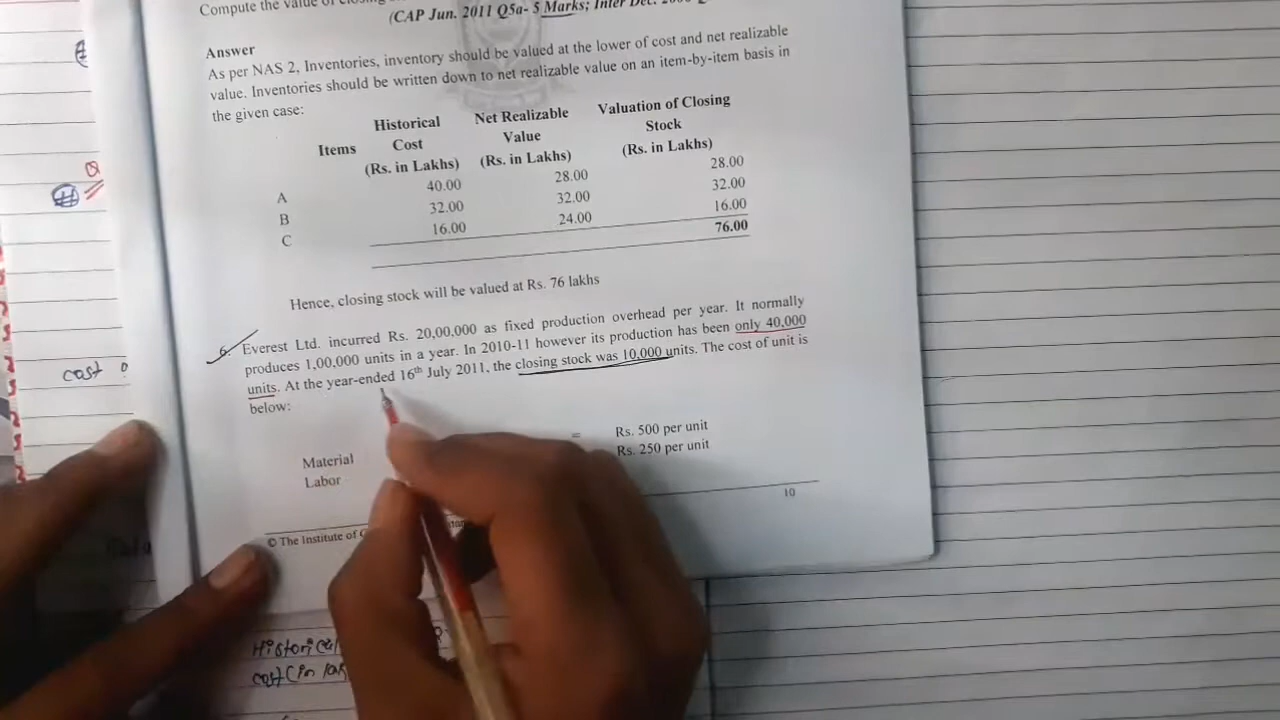 Compute the value of closing
(CAP Jun. 2011 Q5a- 5 Marks; Inter Dec.
Answer
As per NAS 2, Inventories, inventory should be valued at the lower of cost and net realizable
value. Inventories should be written down to net realizable value on an item-by-item basis in
the given case:
Items Historical Cost (Rs. in Lakhs) Net Realizable Value (Rs. in Lakhs) Valuation of Closing Stock (Rs. in Lakhs)
A 40.00 28.00 28.00
B 32.00 32.00 32.00
C 16.00 24.00 16.00
76.00
Hence, closing stock will be valued at Rs. 76 lakhs
6. Everest Ltd. incurred Rs. 20,00,000 as fixed production overhead per year. It normally
produces 1,00,000 units in a year. In 2010-11 however its production has been only 40,000
units. At the year-ended 16th July 2011, the closing stock was 10,000 units. The cost of unit is
below:
Material = Rs. 500 per unit
Labor Rs. 250 per unit
10
© The Institute of
cost
Historical
cost (in lak